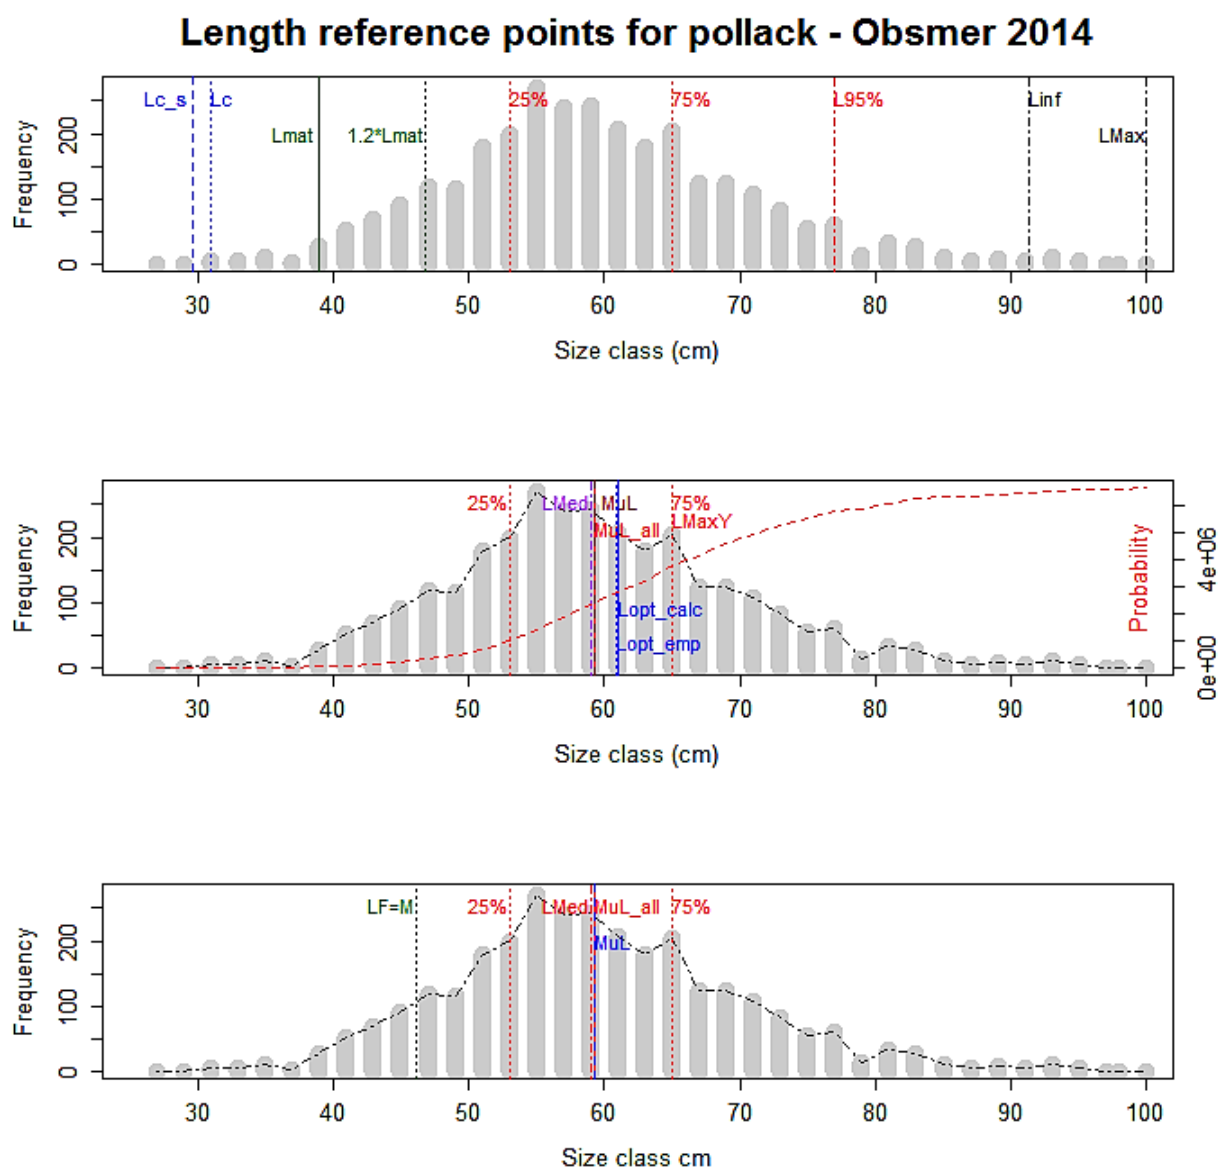 Length reference points for pollack - Obsmer 2014
Lc_s Lc 25% 75% L95% Linf
Lmat 1.2*Lmat LMax
Frequency
0 100 200
30 40 50 60 70 80 90 100
Size class (cm)
25% LMed MuL 75%
MuL_all LMaxY
Lopt_calc
Lopt_emp
Frequency
0 100 200
Probability
0e+00 4e+06
30 40 50 60 70 80 90 100
Size class (cm)
LF=M 25% LMed MuL_all 75%
MuL
Frequency
0 100 200
30 40 50 60 70 80 90 100
Size class cm